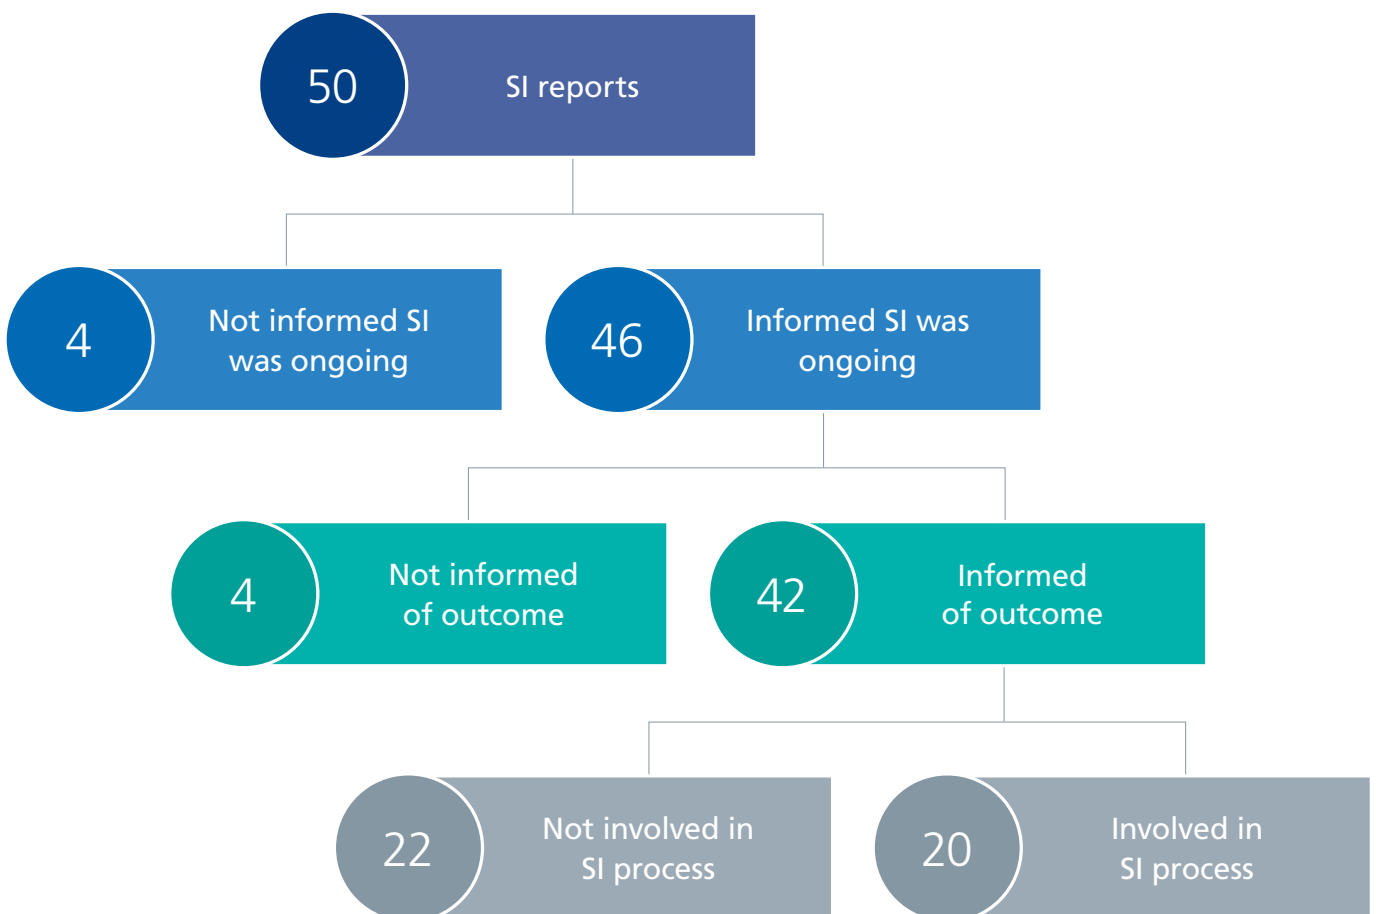 50
SI reports
4
Not informed SI
was ongoing
46
Informed SI was
ongoing
4
Not informed
of outcome
42
Informed
of outcome
22
Not involved in
SI process
20
Involved in
SI process